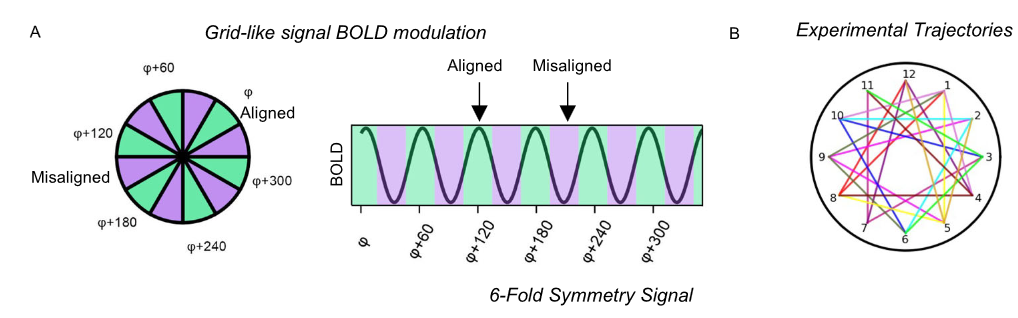 A
Grid-like signal BOLD modulation
φ+60
φ
Aligned
φ+120
Misaligned
φ+300
φ+180
φ+240
Aligned
Misaligned
BOLD
φ
φ+60
φ+120
φ+180
φ+240
φ+300
6-Fold Symmetry Signal
B
Experimental Trajectories
12
11
1
10
2
9
3
8
4
7
5
6